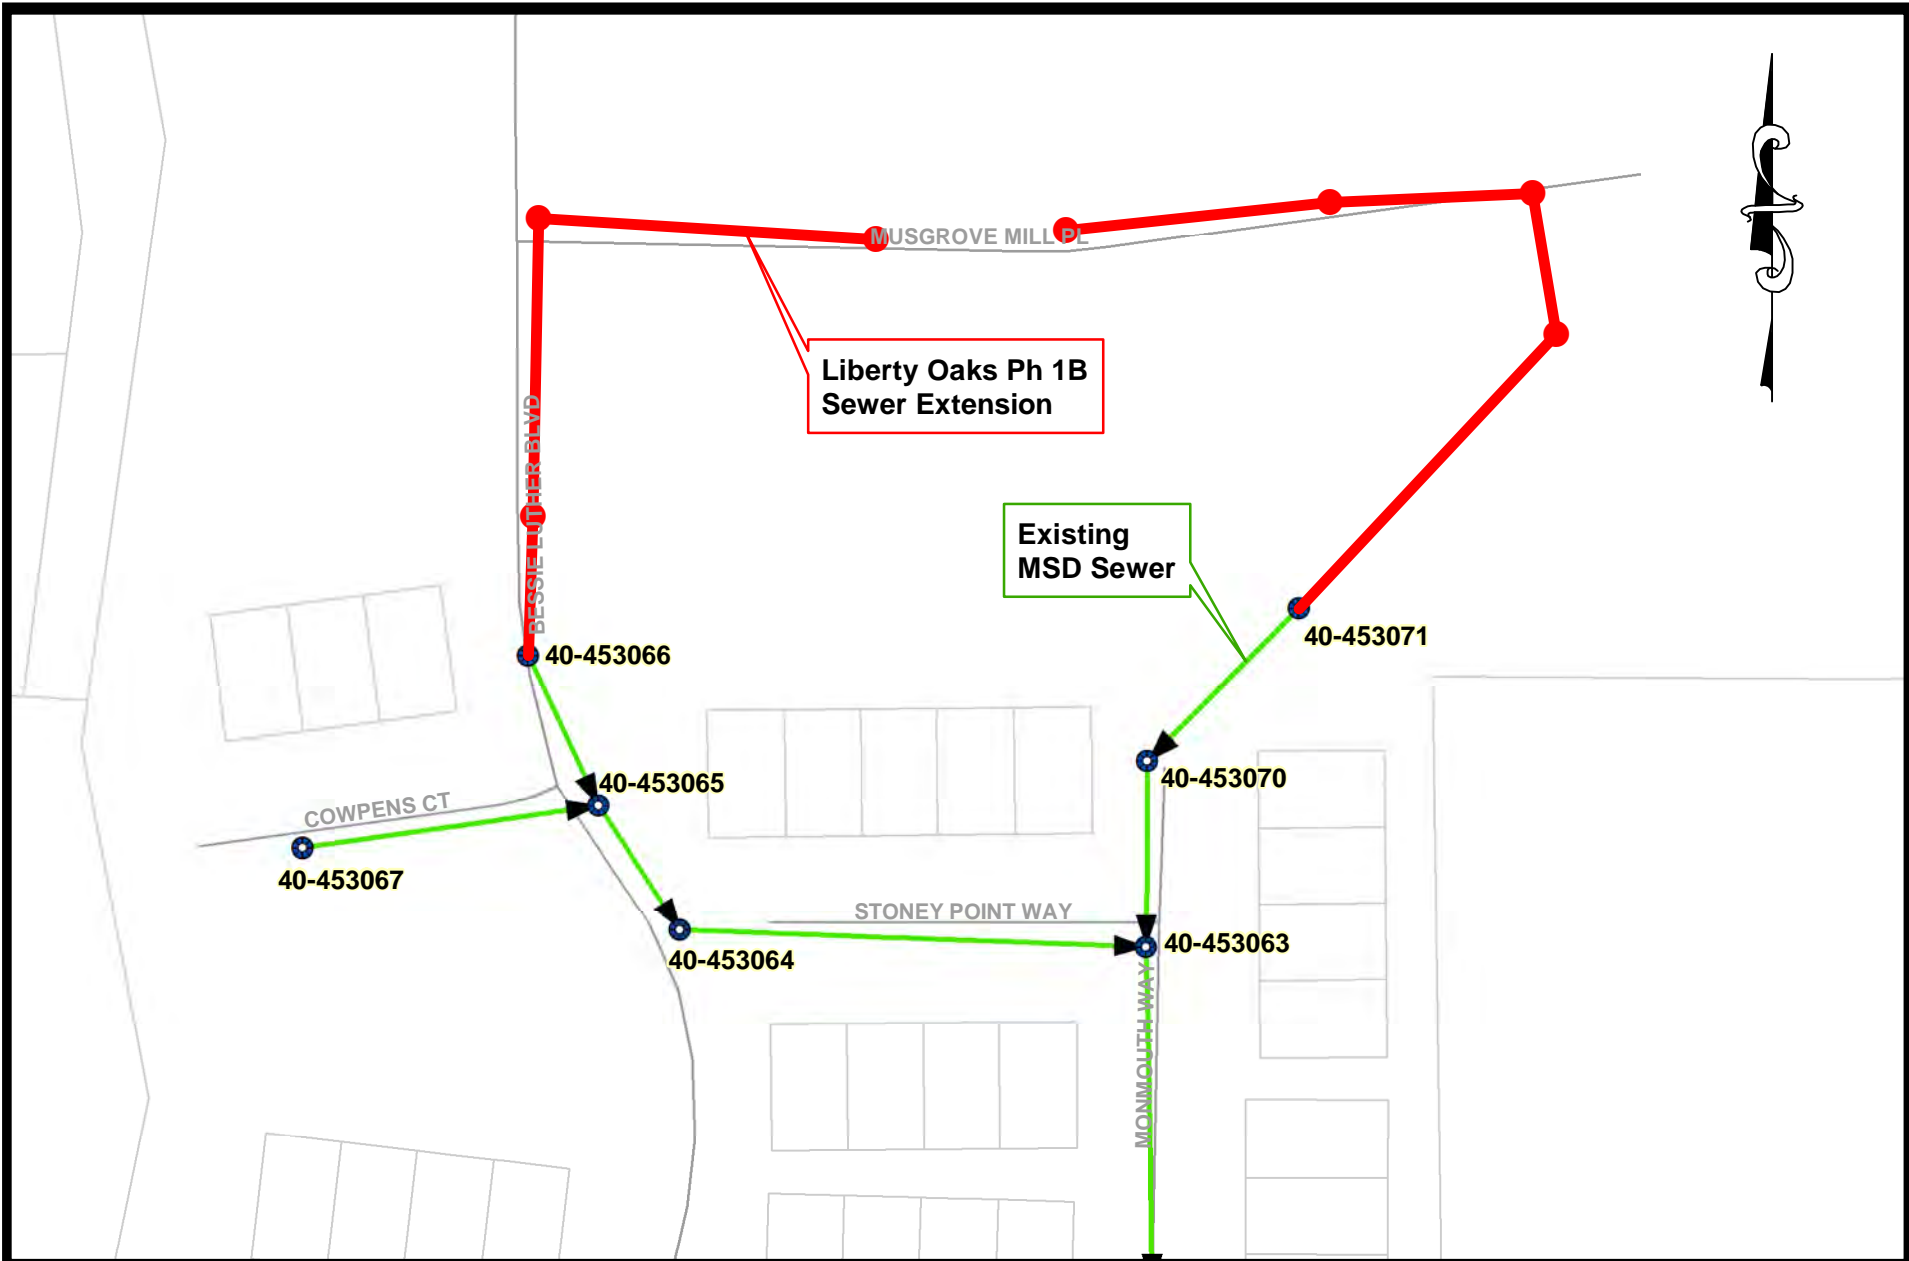 MUSGROVE MILL PL
Liberty Oaks Ph 1B
Sewer Extension
BESSIE LUTHER BLVD
Existing
MSD Sewer
40-453071
40-453066
40-453065
40-453070
COWPENS CT
40-453067
STONEY POINT WAY
40-453063
40-453064
MONMOUTH WAY